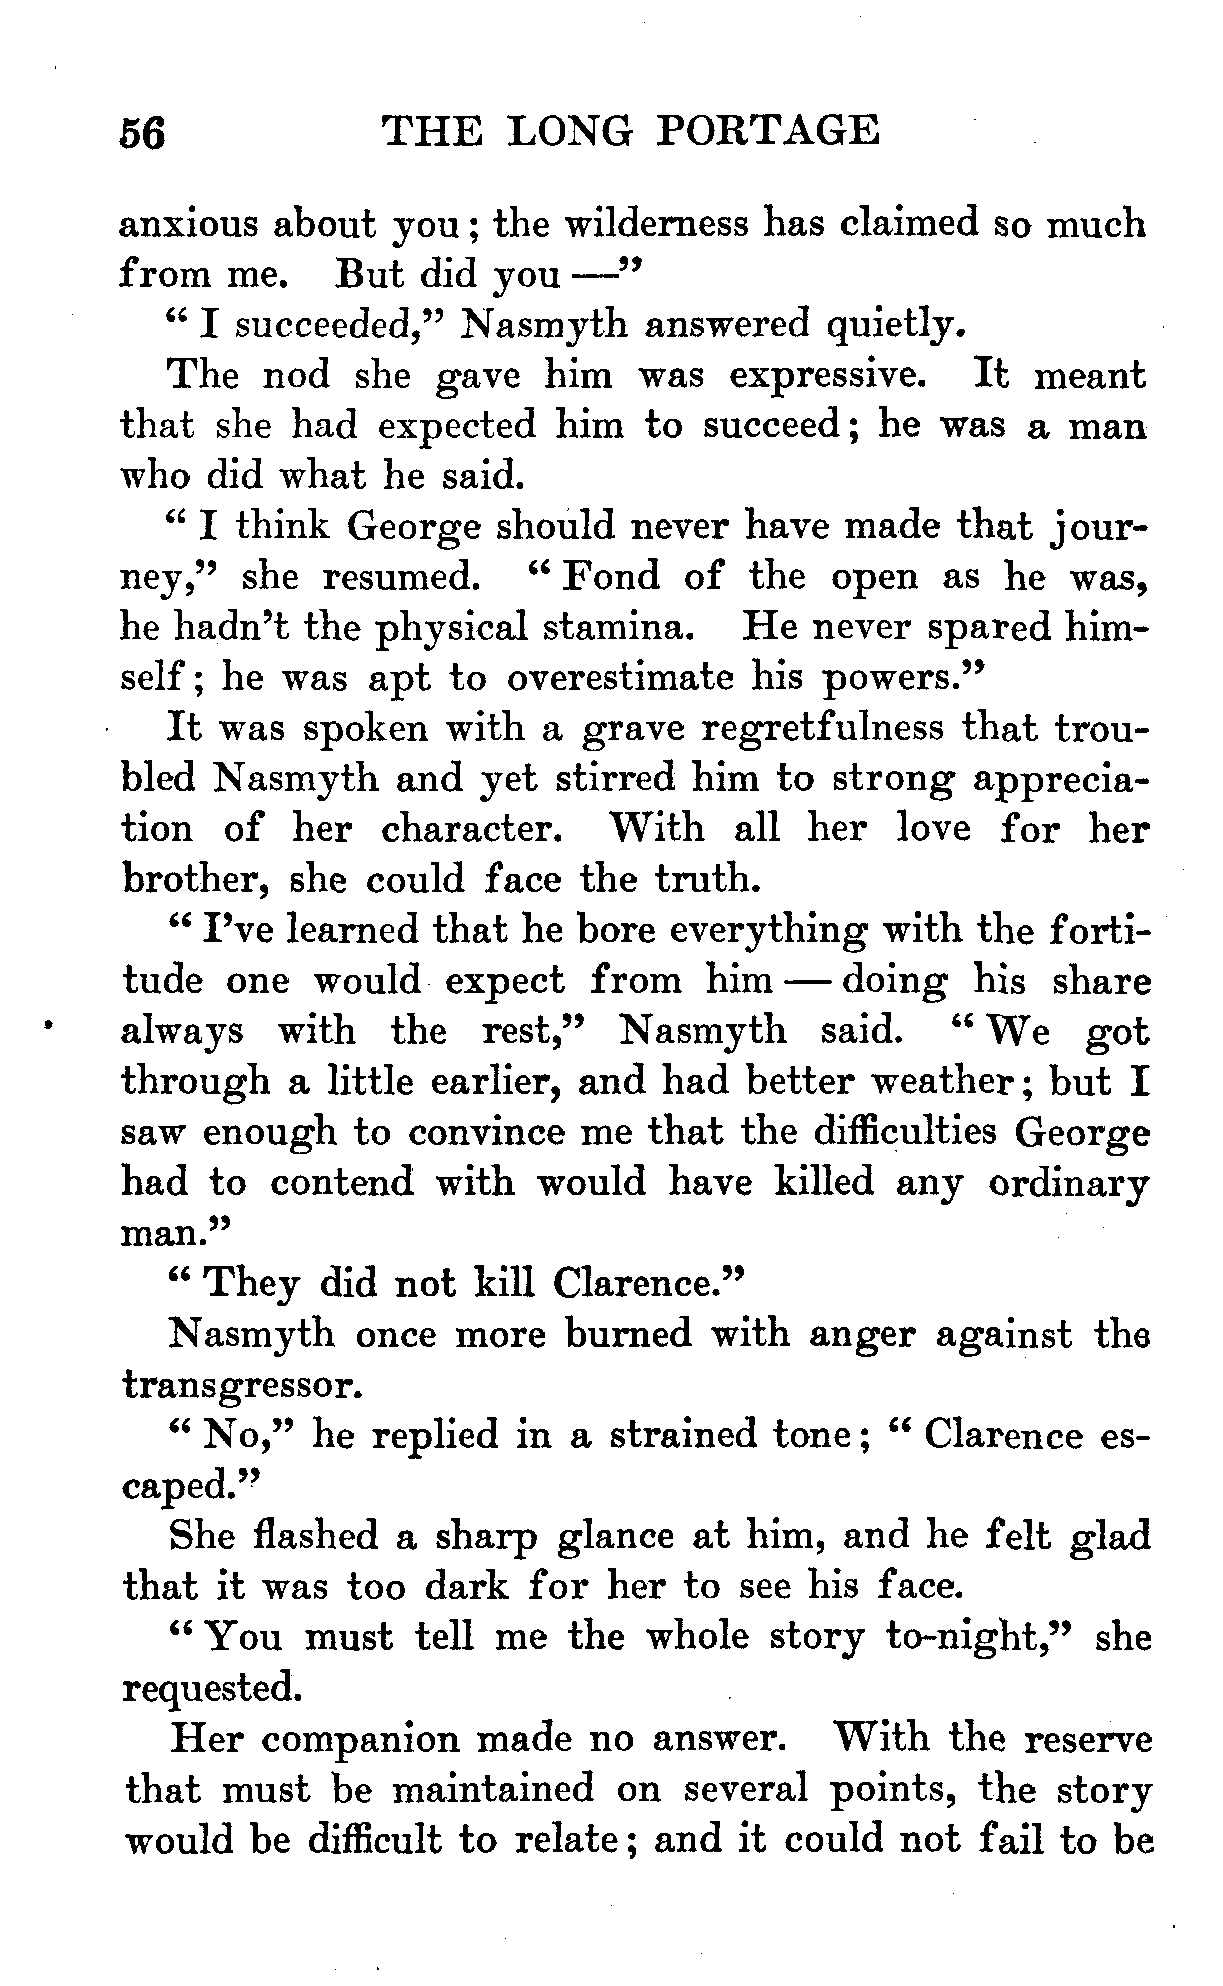 56 THE LONG PORTAGE
anxious about you; the wilderness has claimed so much
from me. But did you —"
"I succeeded," Nasmyth answered quietly.
The nod she gave him was expressive. It meant
that she had expected him to succeed; he was a man
who did what he said.
"I think George should never have made that jour-
ney," she resumed. "Fond of the open as he was,
he hadn't the physical stamina. He never spared him-
self; he was apt to overestimate his powers."
It was spoken with a grave regretfulness that trou-
bled Nasmyth and yet stirred him to strong apprecia-
tion of her character. With all her love for her
brother, she could face the truth.
"I've learned that he bore everything with the forti-
tude one would expect from him — doing his share
always with the rest," Nasmyth said. "We got
through a little earlier, and had better weather; but I
saw enough to convince me that the difficulties George
had to contend with would have killed any ordinary
man."
"They did not kill Clarence."
Nasmyth once more burned with anger against the
transgressor.
"No," he replied in a strained tone; "Clarence es-
caped."
She flashed a sharp glance at him, and he felt glad
that it was too dark for her to see his face.
"You must tell me the whole story to-night," she
requested.
Her companion made no answer. With the reserve
that must be maintained on several points, the story
would be difficult to relate; and it could not fail to be